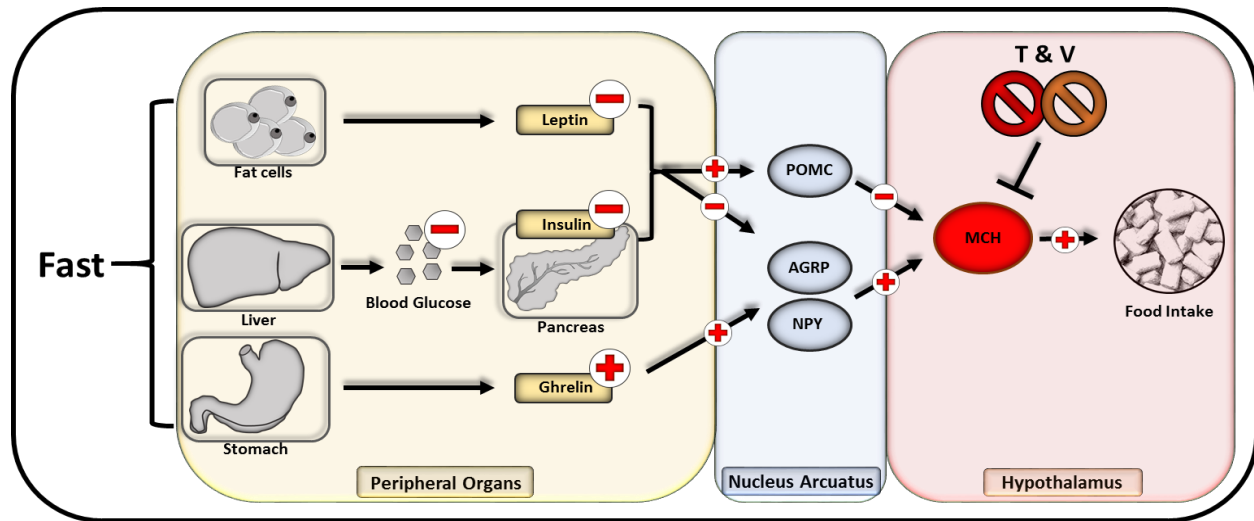 Fast
Fat cells
Leptin
Liver
Blood Glucose
Insulin
Pancreas
Stomach
Ghrelin
Peripheral Organs
POMC
AGRP
NPY
Nucleus Arcuatus
T & V
MCH
Food Intake
Hypothalamus